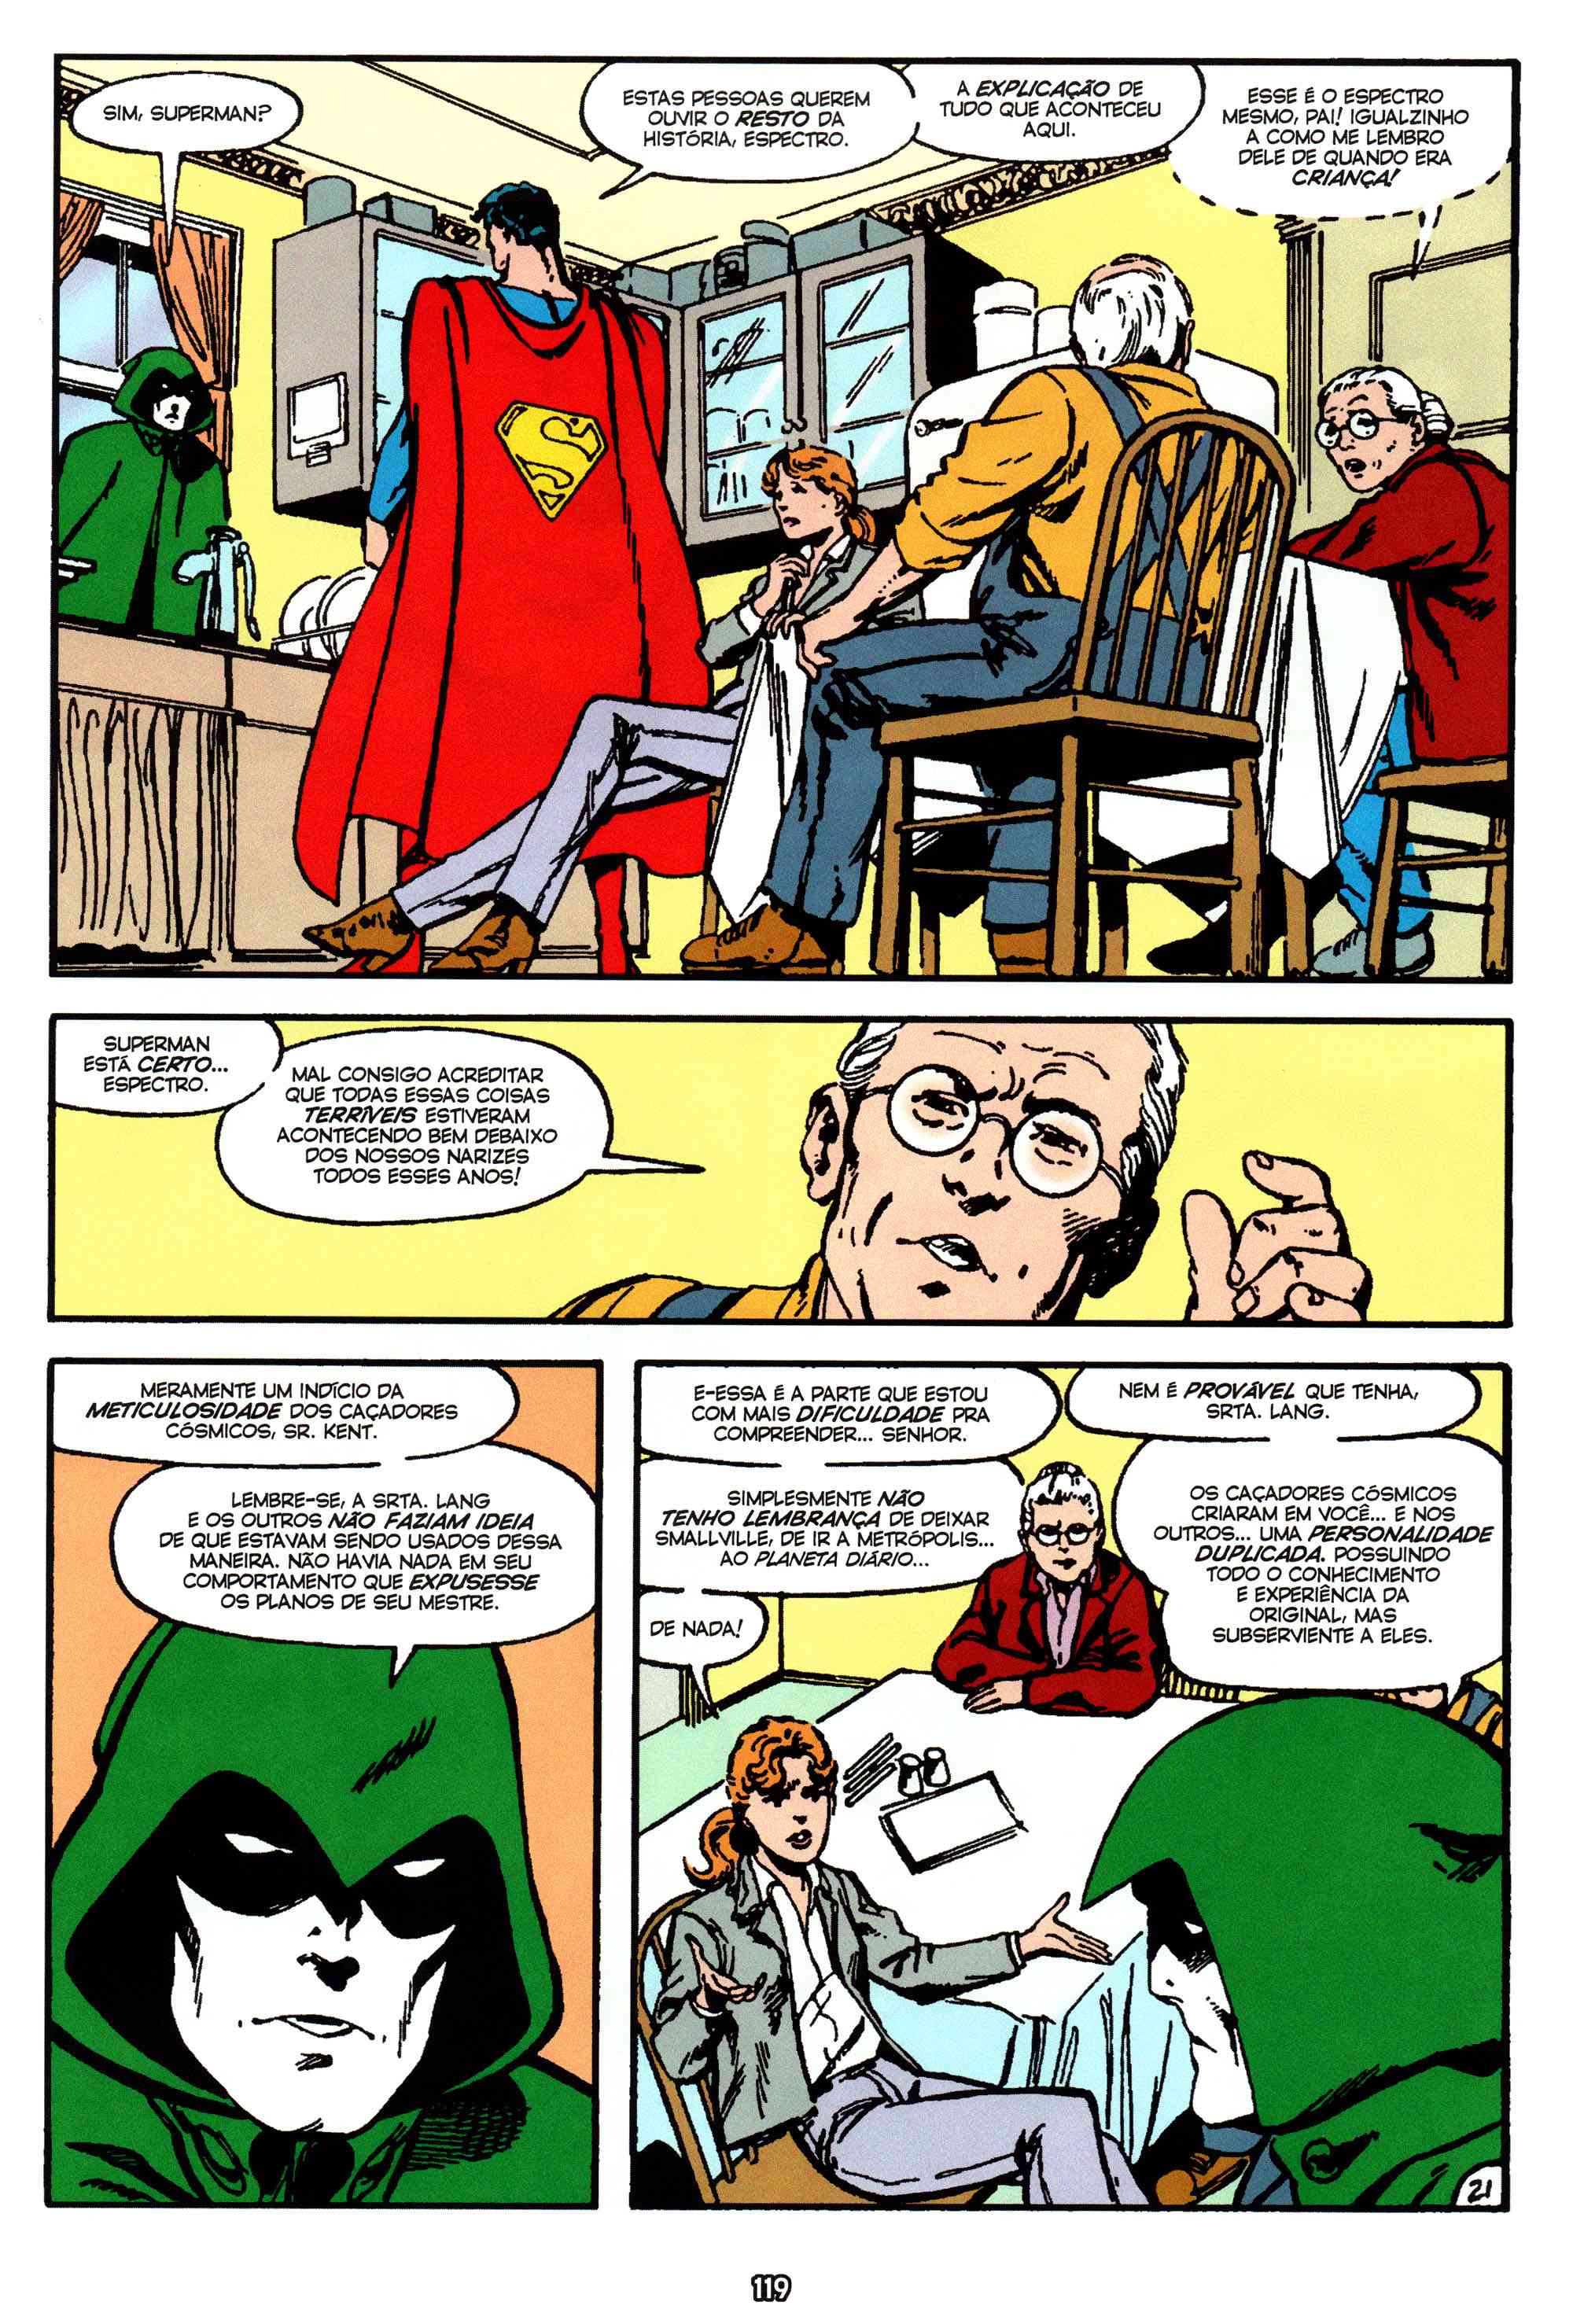 SIM, SUPERMAN?
ESTAS PESSOAS QUEREM
OUVIR O RESTO DA
HISTÓRIA, ESPECTRO.
A EXPLICAÇÃO DE
TUDO QUE ACONTECEU
AQUI.
ESSE É O ESPECTRO
MESMO, PAI! IGUALZINHO
A COMO ME LEMBRO
DELE DE QUANDO ERA
CRIANÇA!
SUPERMAN
ESTÁ CERTO...
ESPECTRO.
MAL CONSIGO ACREDITAR
QUE TODAS ESSAS COISAS
TERRÍVEIS ESTIVERAM
ACONTECENDO BEM DEBAIXO
DOS NOSSOS NARIZES
TODOS ESSES ANOS!
MERAMENTE UM INDÍCIO DA
METICULOSIDADE DOS CAÇADORES
CÓSMICOS, SR. KENT.
LEMBRE-SE, A SRTA. LANG
E OS OUTROS NÃO FAZIAM IDEIA
DE QUE ESTAVAM SENDO USADOS DESSA
MANEIRA. NÃO HAVIA NADA EM SEU
COMPORTAMENTO QUE EXPUSESSE
OS PLANOS DE SEU MESTRE.
E-ESSA É A PARTE QUE ESTOU
COM MAIS DIFICULDADE PRA
COMPREENDER... SENHOR.
SIMPLESMENTE NÃO
TENHO LEMBRANÇA DE DEIXAR
SMALLVILLE, DE IR A METRÓPOLIS...
AO PLANETA DIÁRIO...
DE NADA!
NEM É PROVÁVEL QUE TENHA,
SRTA. LANG.
OS CAÇADORES CÓSMICOS
CRIARAM EM VOCÊ... E NOS
OUTROS... UMA PERSONALIDADE
DUPLICADA. POSSUINDO
TODO O CONHECIMENTO
E EXPERIÊNCIA DA
ORIGINAL, MAS
SUBSERVIENTE A ELES.
21
119